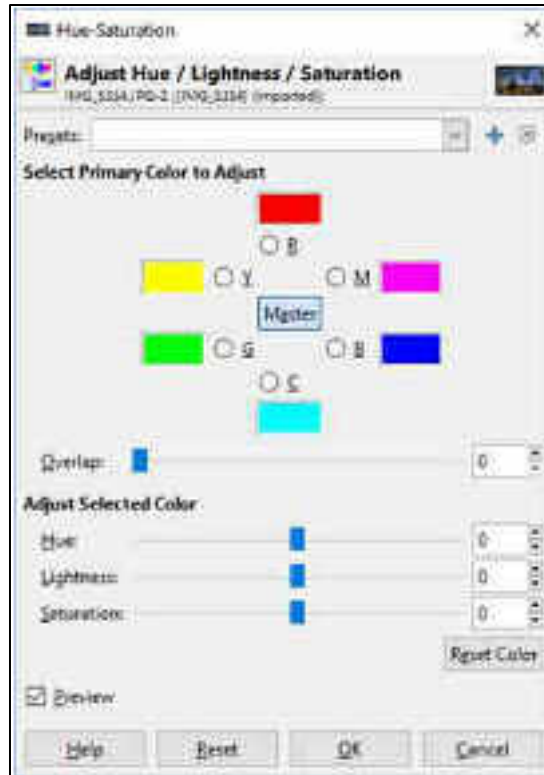 Hue-Saturation
Adjust Hue / Lightness / Saturation
Presets:
Select Primary Color to Adjust
R
Y
M
Master
G
B
C
Overlap: 0
Adjust Selected Color
Hue: 0
Lightness: 0
Saturation: 0
Reset Color
Preview
Help Reset OK Cancel